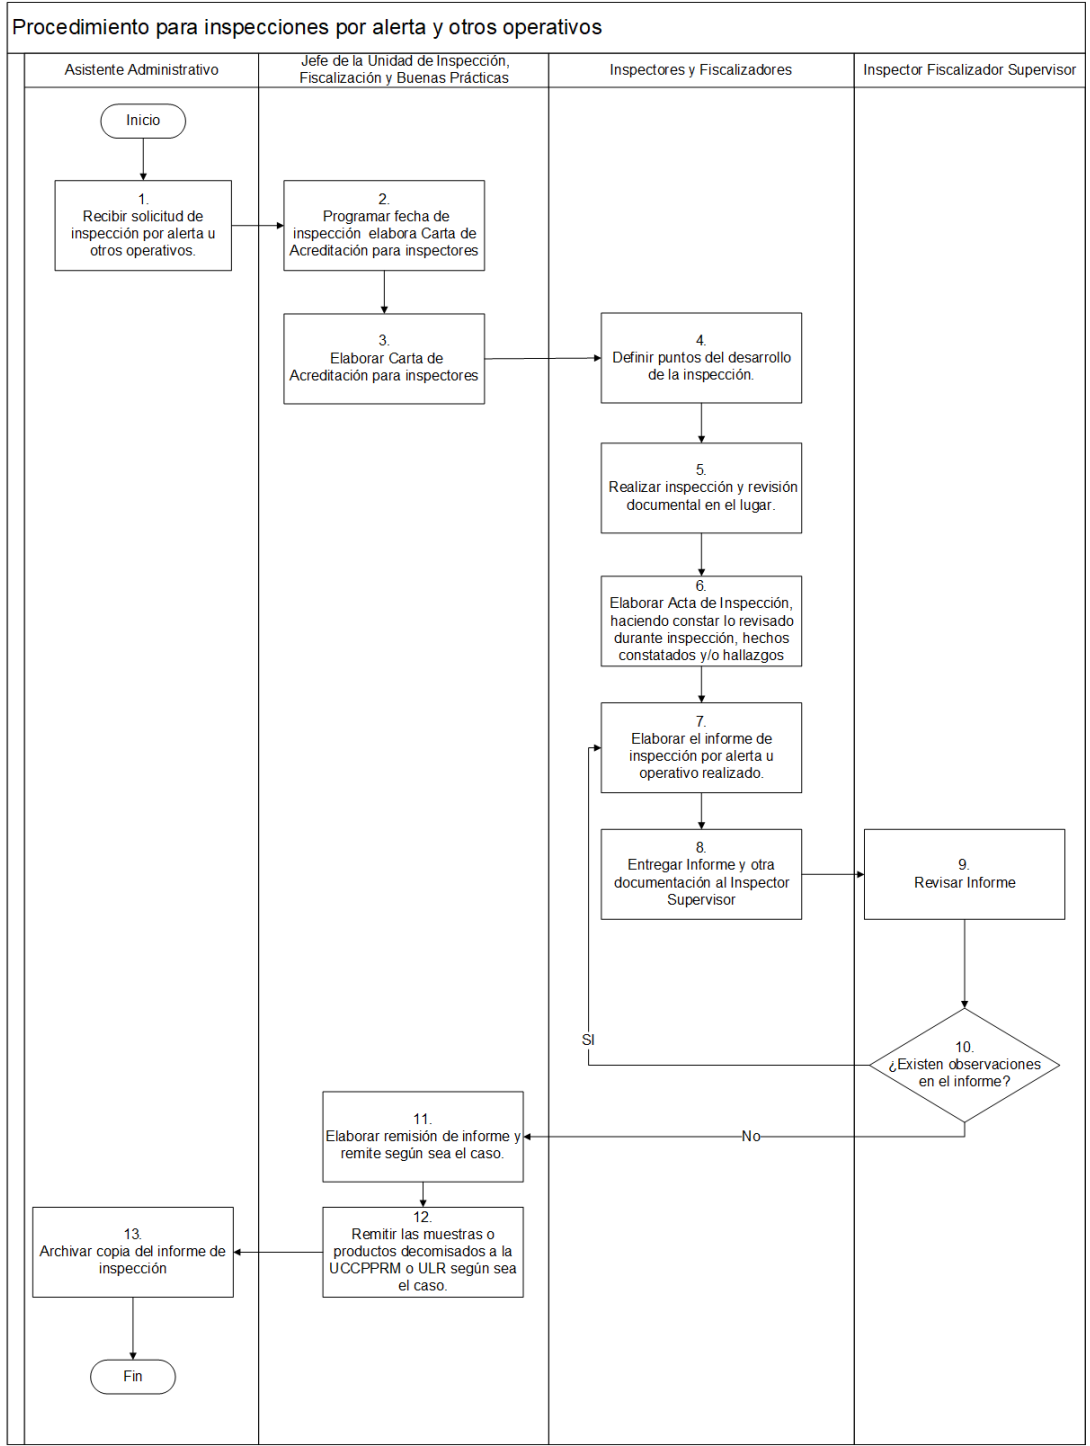 Procedimiento para inspecciones por alerta y otros operativos
Asistente Administrativo
Jefe de la Unidad de Inspección,
Fiscalización y Buenas Prácticas
Inspectores y Fiscalizadores
Inspector Fiscalizador Supervisor
Inicio
1.
Recibir solicitud de
inspección por alerta u
otros operativos.
2.
Programar fecha de
inspección elabora Carta de
Acreditación para inspectores
3.
Elaborar Carta de
Acreditación para inspectores
4.
Definir puntos del desarrollo
de la inspección.
5.
Realizar inspección y revisión
documental en el lugar.
6.
Elaborar Acta de Inspección,
haciendo constar lo revisado
durante inspección, hechos
constatados y/o hallazgos
7.
Elaborar el informe de
inspección por alerta u
operativo realizado.
8.
Entregar Informe y otra
documentación al Inspector
Supervisor
9.
Revisar Informe
10.
¿Existen observaciones
en el informe?
SI
No
11.
Elaborar remisión de informe y
remite según sea el caso.
12.
Remitir las muestras o
productos decomisados a la
UCCPPRM o ULR según sea
el caso.
13.
Archivar copia del informe de
inspección
Fin